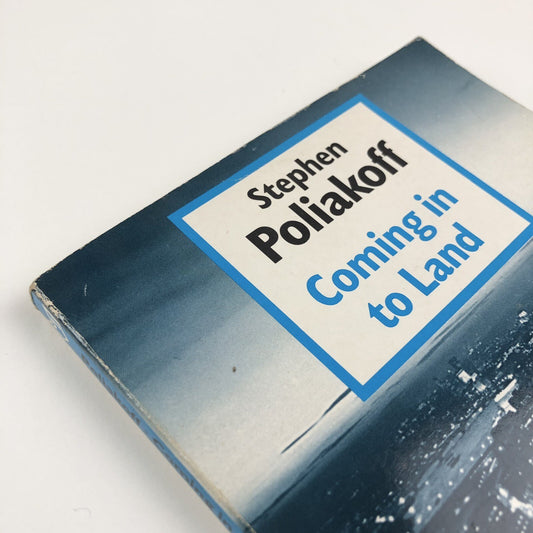 Stephen
Poliakoff
Coming in
to Land